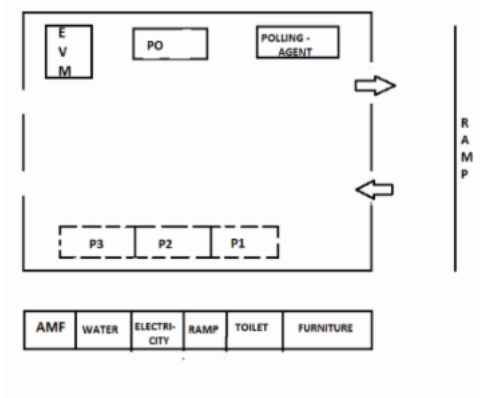 E
V
M
PO
POLLING -
AGENT
R
A
M
P
P3
P2
P1
AMF
WATER
ELECTRI-
CITY
RAMP
TOILET
FURNITURE